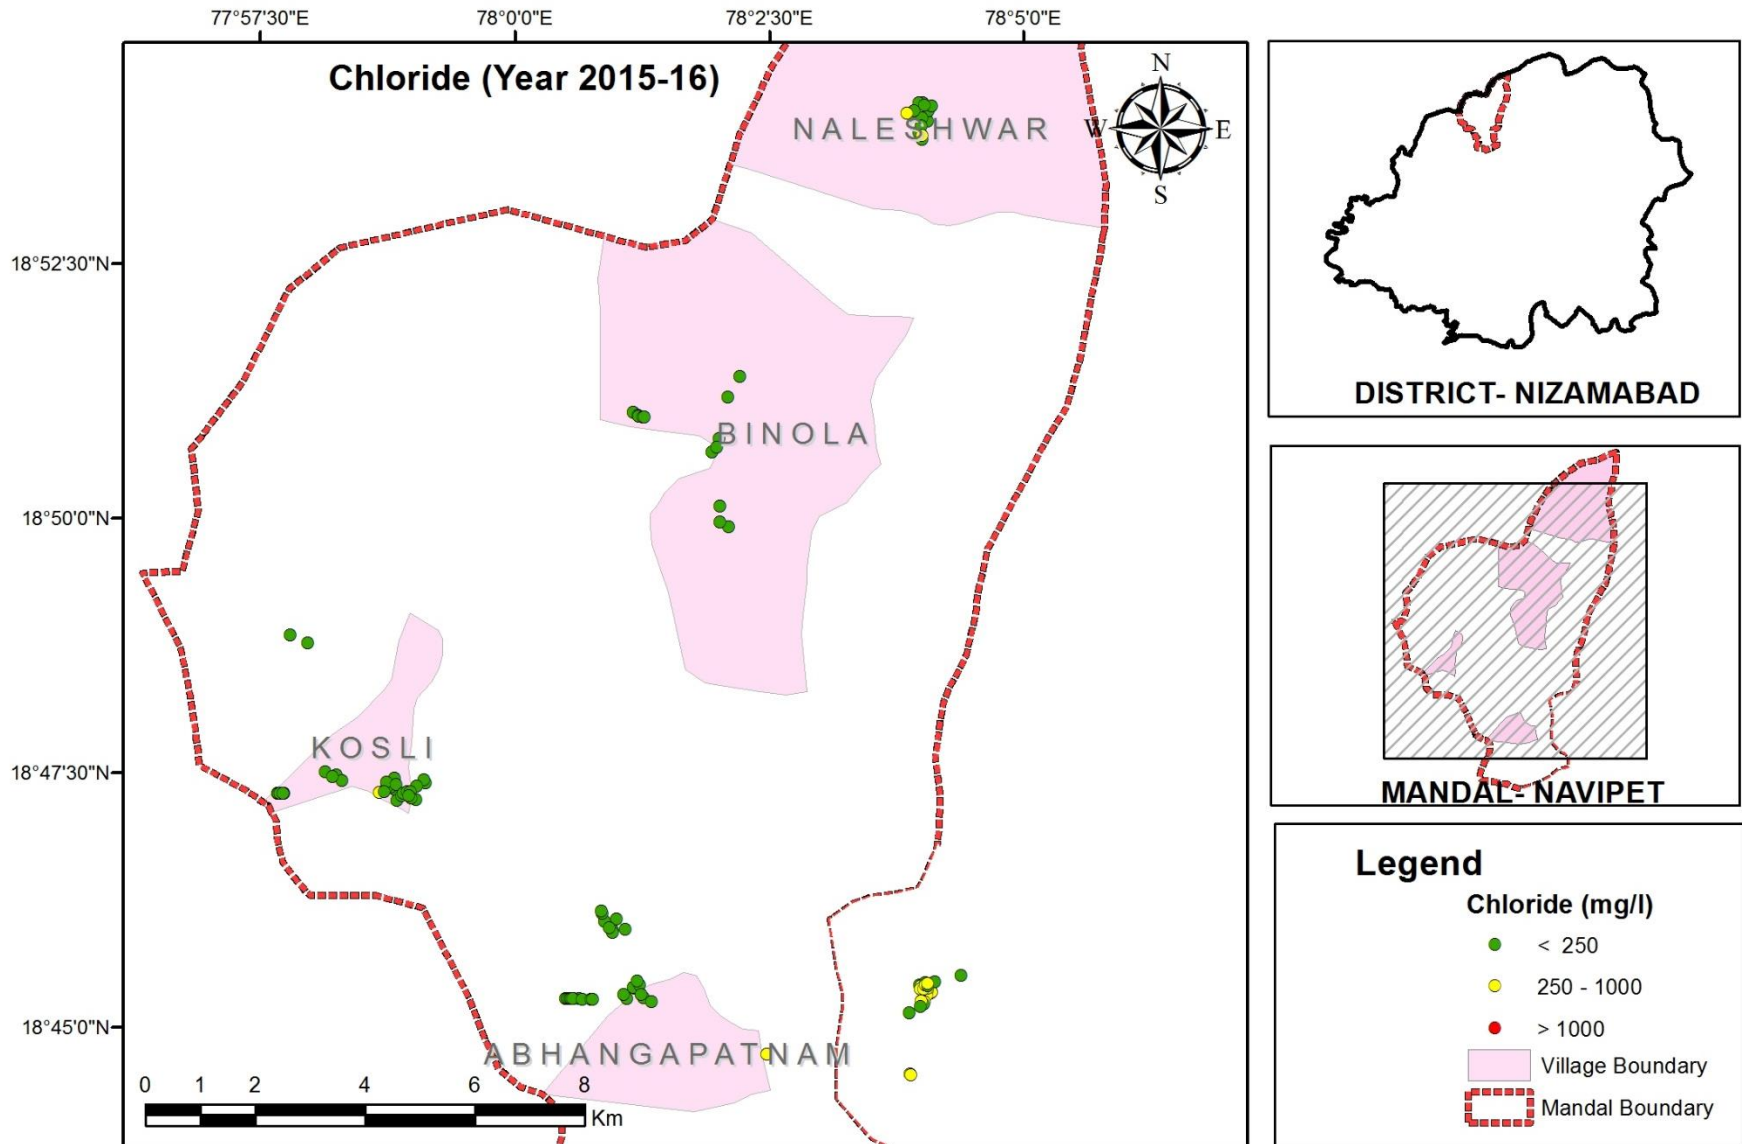 77°57'30"E 78°0'0"E 78°2'30"E 78°5'0"E
Chloride (Year 2015-16)
N
W E
S
NALESHWAR
18°52'30"N
BINOLA
18°50'0"N
KOSLI
18°47'30"N
18°45'0"N
ABHANGAPATNAM
0 1 2 4 6 8
Km
DISTRICT- NIZAMABAD
MANDAL- NAVIPET
Legend
Chloride (mg/l)
< 250
250 - 1000
> 1000
Village Boundary
Mandal Boundary